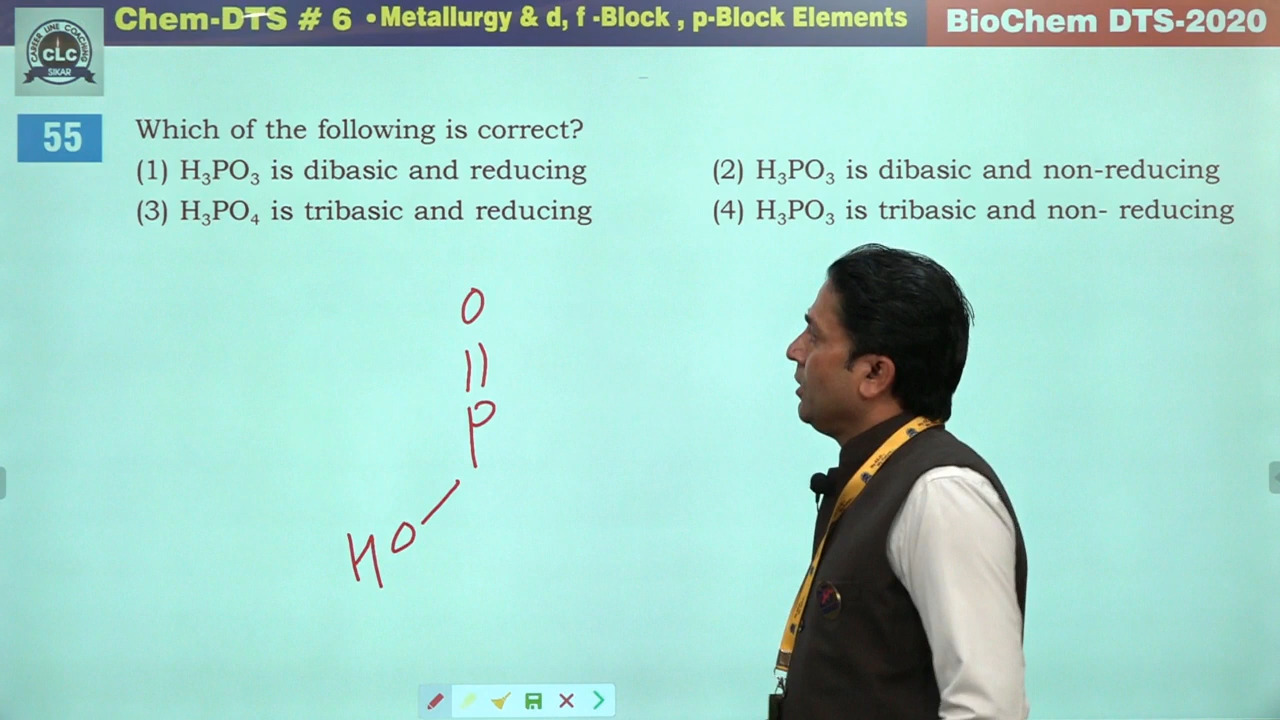 Chem-DTS # 6 • Metallurgy & d, f -Block , p-Block Elements
BioChem DTS-2020
CAREER LINE COACHING
CLC
SIKAR
55
Which of the following is correct?
(1) H₃PO₃ is dibasic and reducing
(2) H₃PO₃ is dibasic and non-reducing
(3) H₃PO₄ is tribasic and reducing
(4) H₃PO₃ is tribasic and non- reducing
O
P
HO